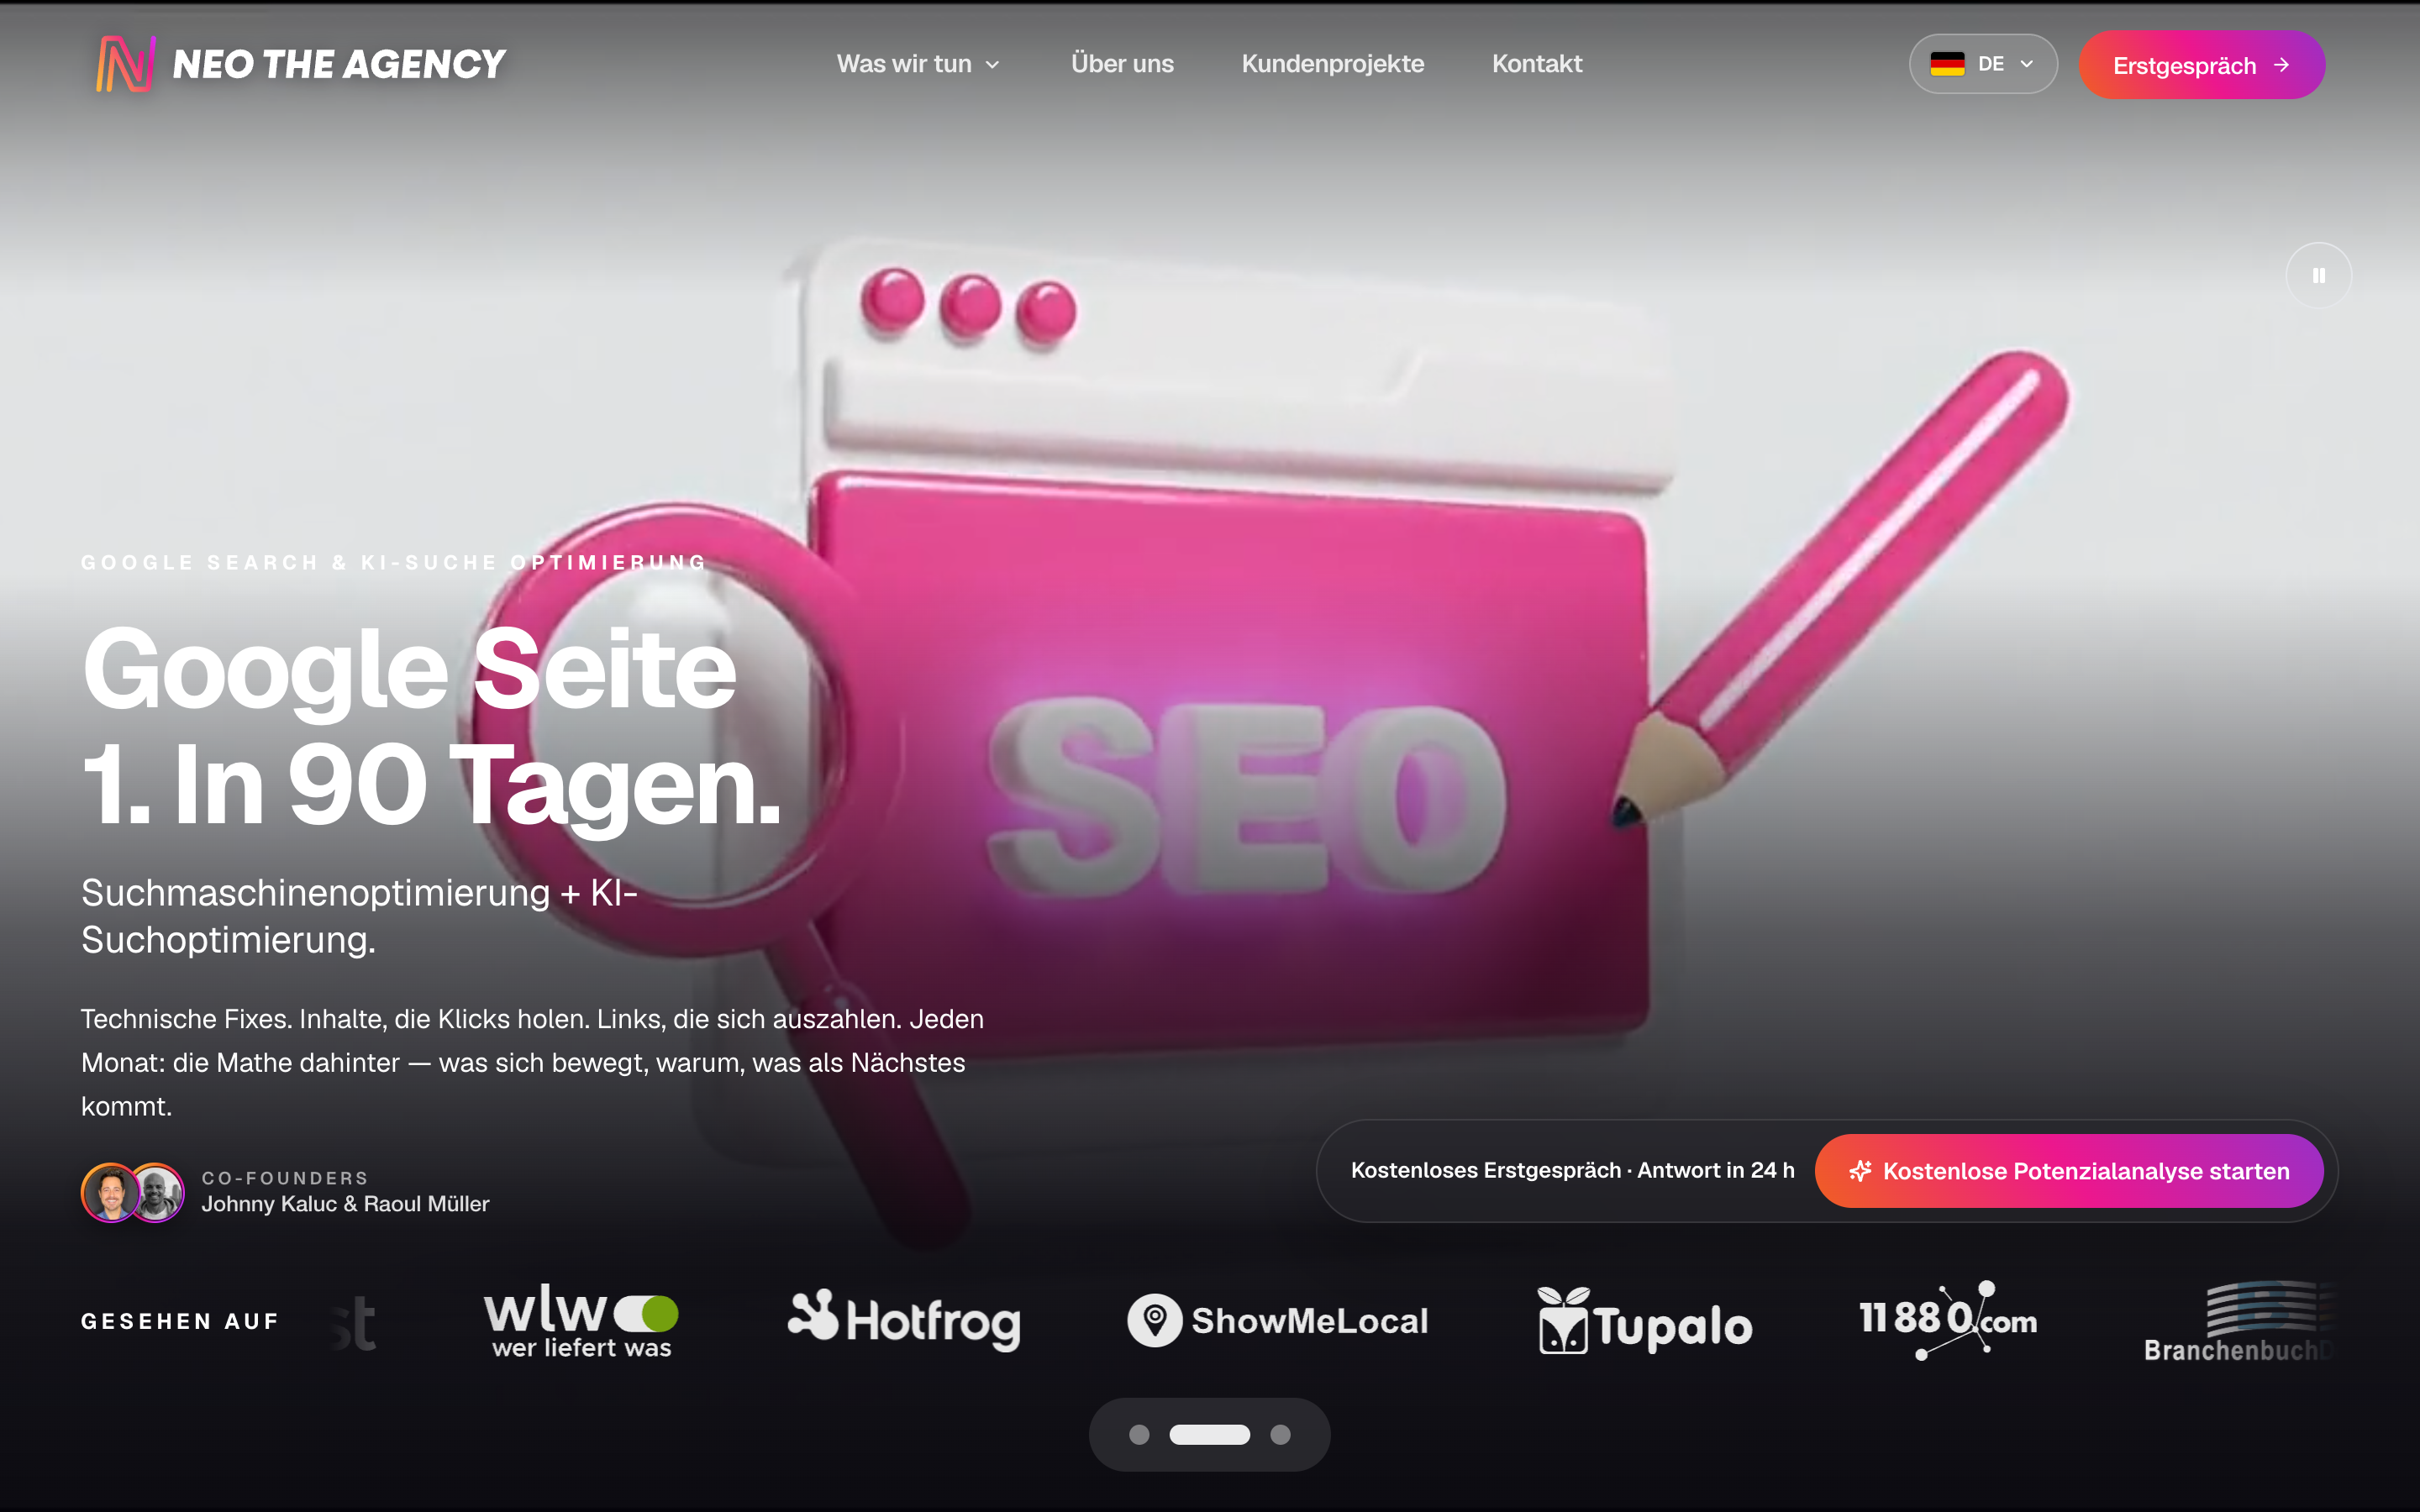 NEO THE AGENCY
Was wir tun
Über uns
Kundenprojekte
Kontakt
DE
Erstgespräch
GOOGLE SEARCH & KI-SUCHE OPTIMIERUNG
Google Seite
1. In 90 Tagen.
SEO
Suchmaschinenoptimierung + KI-
Suchoptimierung.
Technische Fixes. Inhalte, die Klicks holen. Links, die sich auszahlen. Jeden
Monat: die Mathe dahinter — was sich bewegt, warum, was als Nächstes
kommt.
CO-FOUNDERS
Johnny Kaluc & Raoul Müller
Kostenloses Erstgespräch · Antwort in 24 h
Kostenlose Potenzialanalyse starten
GESEHEN AUF
st
wlw
wer liefert was
Hotfrog
ShowMeLocal
Tupalo
11880.com
Branchenbuch